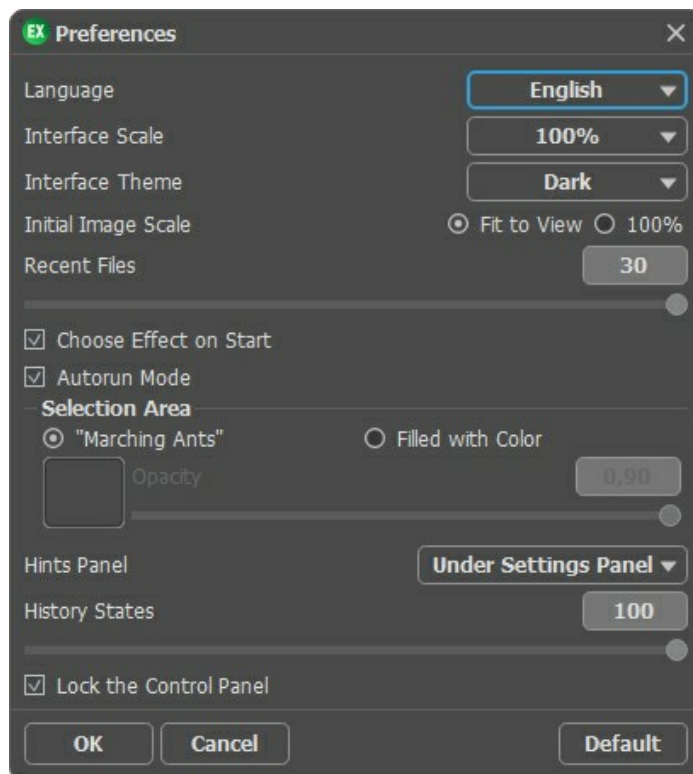 EX Preferences
Language English
Interface Scale 100%
Interface Theme Dark
Initial Image Scale Fit to View 100%
Recent Files 30
Choose Effect on Start
Autorun Mode
Selection Area
"Marching Ants" Filled with Color
Opacity 0,90
Hints Panel Under Settings Panel
History States 100
Lock the Control Panel
OK Cancel Default